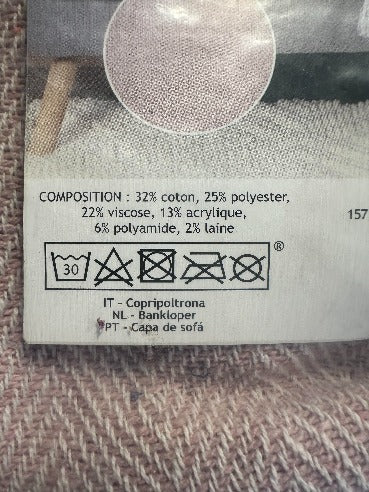 COMPOSITION : 32% coton, 25% polyester,
22% viscose, 13% acrylique,
6% polyamide, 2% laine
157
30
®
IT - Copripoltrona
NL - Bankloper
PT - Capa de sofá